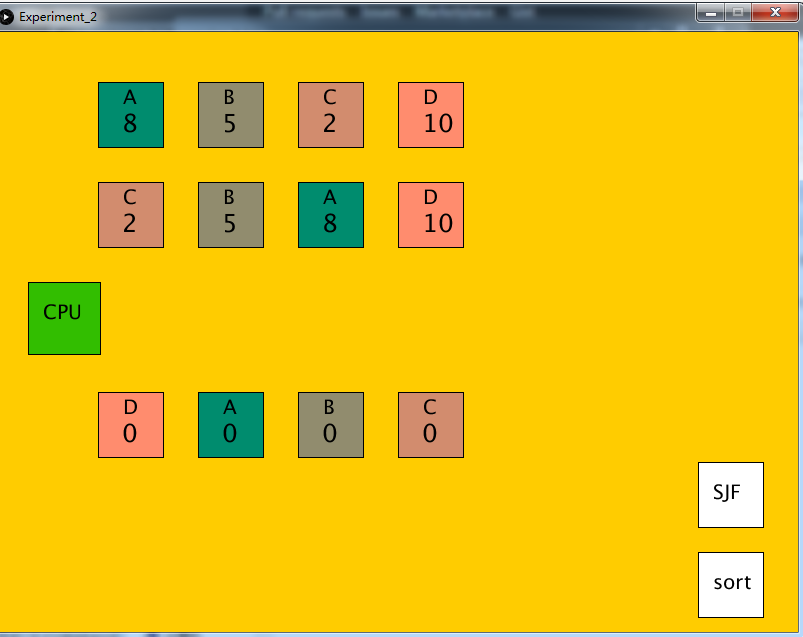 Experiment_2
A B C D
8 5 2 10
C B A D
2 5 8 10
CPU
D A B C
0 0 0 0
SJF
sort